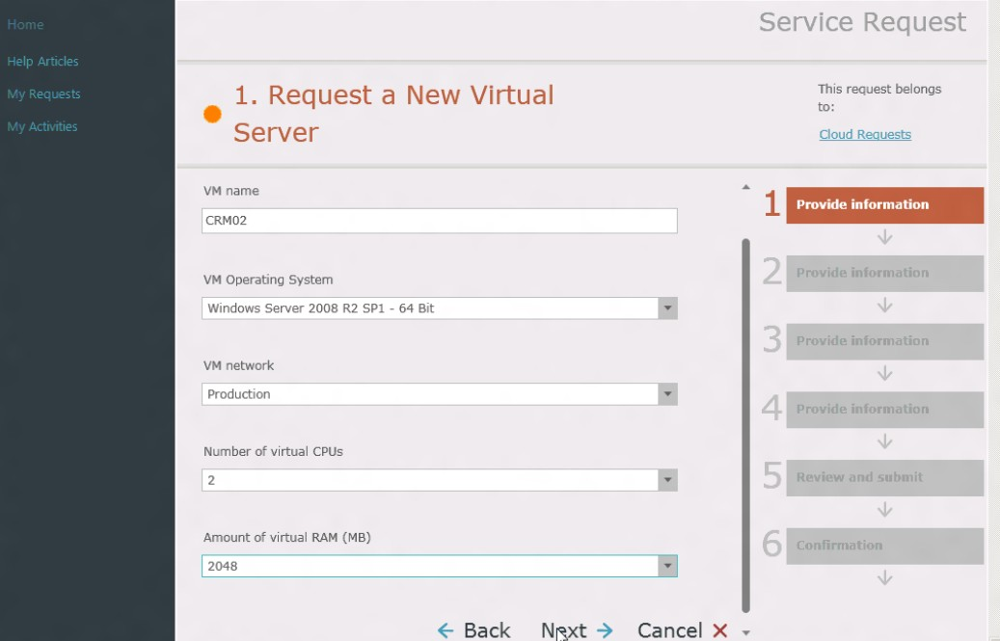 Home
Help Articles
My Requests
My Activities
Service Request
1. Request a New Virtual
Server
This request belongs
to:
Cloud Requests
VM name
CRM02
VM Operating System
Windows Server 2008 R2 SP1 - 64 Bit
VM network
Production
Number of virtual CPUs
2
Amount of virtual RAM (MB)
2048
Back Next Cancel
1 Provide information
2 Provide information
3 Provide information
4 Provide information
5 Review and submit
6 Confirmation